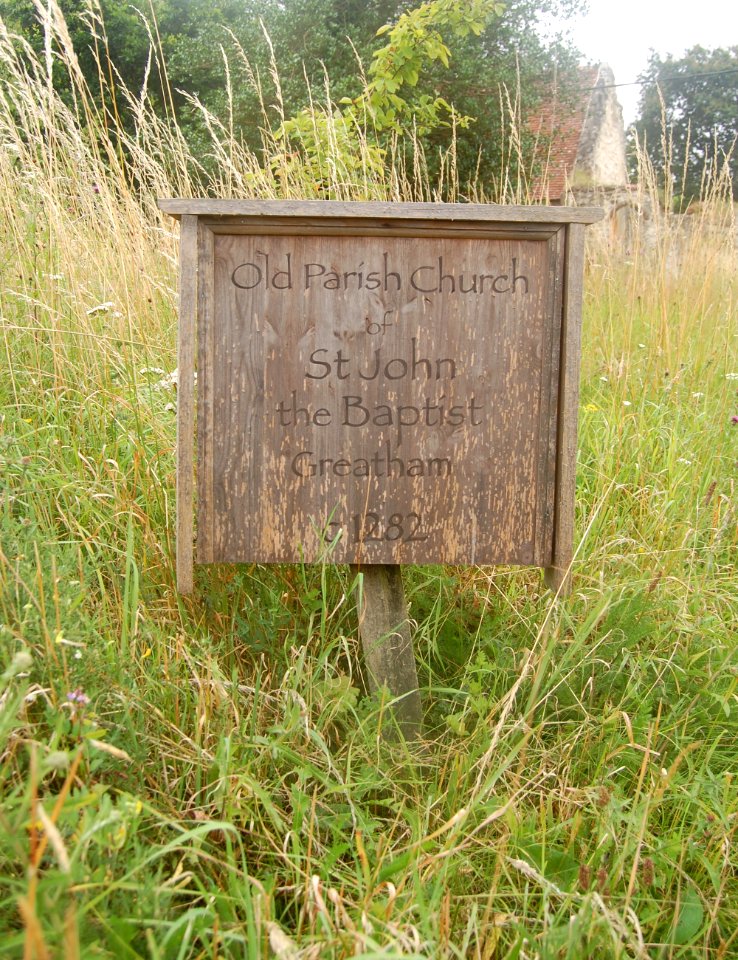 Old Parish Church
of
St John
the Baptist
Greatham
c 1282